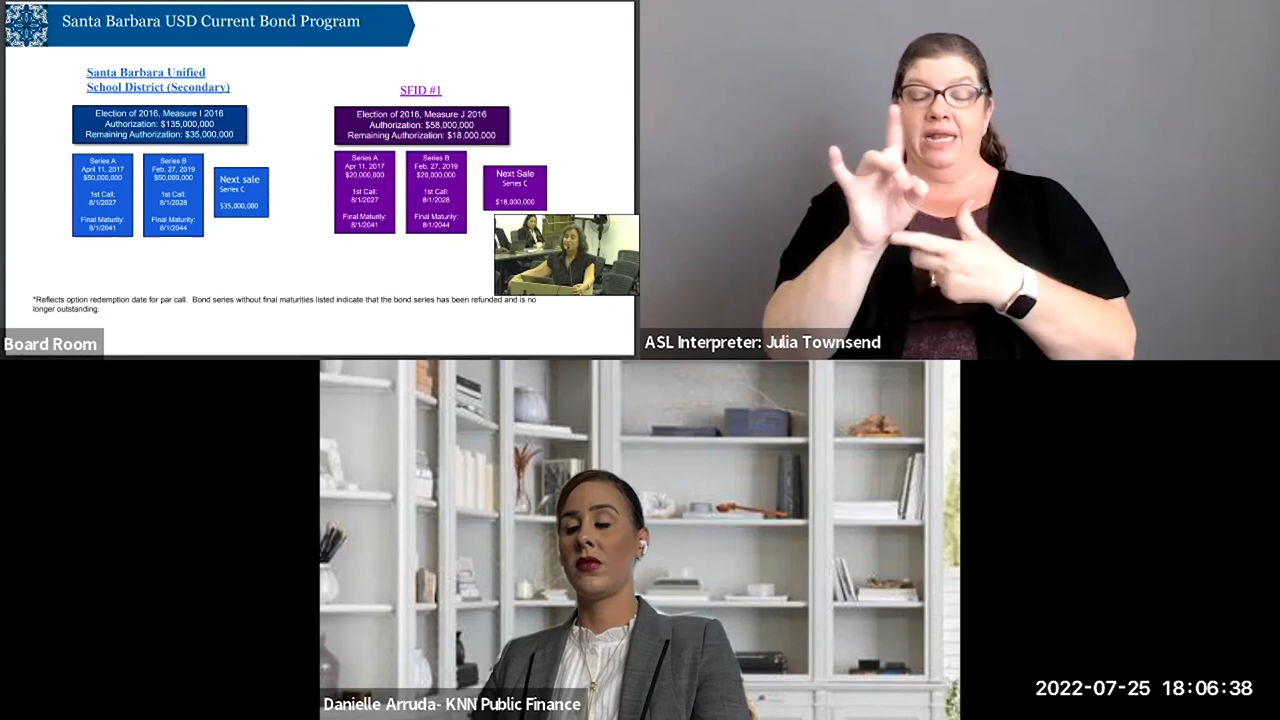 Santa Barbara USD Current Bond Program
Santa Barbara Unified
School District (Secondary)
Election of 2016, Measure I 2016
Authorization: $135,000,000
Remaining Authorization: $35,000,000
Series A
April 11, 2017
$50,000,000
1st Call:
8/1/2027
Final Maturity:
8/1/2041
Series B
Feb. 27, 2019
$50,000,000
1st Call:
8/1/2028
Final Maturity:
8/1/2044
Next sale
Series C
$35,000,000
SFID #1
Election of 2016, Measure J 2016
Authorization: $58,000,000
Remaining Authorization: $18,000,000
Series A
Apr 11, 2017
$20,000,000
1st Call:
8/1/2027
Final Maturity:
8/1/2041
Series B
Feb. 27, 2019
$20,000,000
1st Call:
8/1/2028
Final Maturity:
8/1/2044
Next Sale
Series C
$18,000,000
*Reflects option redemption date for par call. Bond series without final maturities listed indicate that the bond series has been refunded and is no
longer outstanding.
Board Room
ASL Interpreter: Julia Townsend
Danielle Arruda- KNN Public Finance
2022-07-25 18:06:38